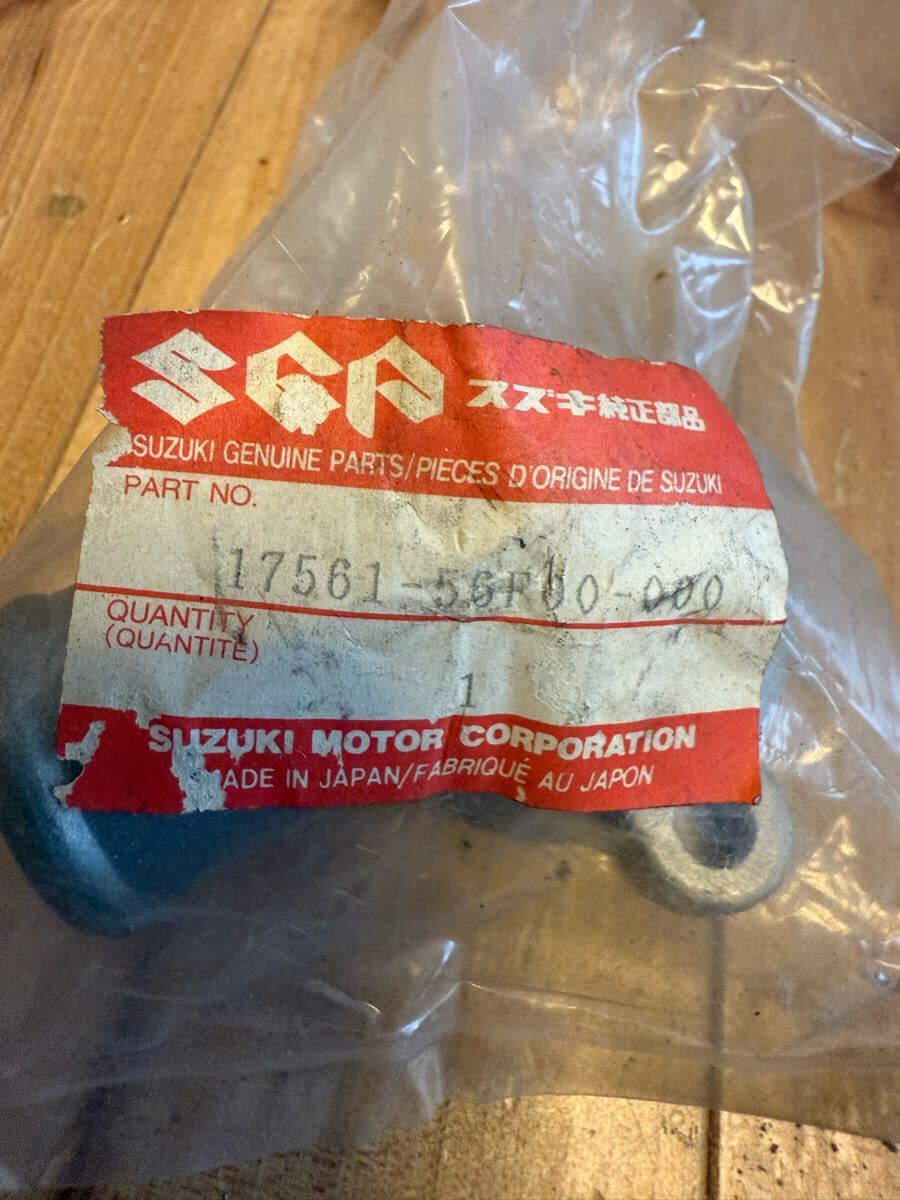 SGP スズキ純正部品
SUZUKI GENUINE PARTS/PIECES D'ORIGINE DE SUZUKI
PART NO.
17561-56F00-000
QUANTITY
(QUANTITE)
1
SUZUKI MOTOR CORPORATION
MADE IN JAPAN/FABRIQUÉ AU JAPON